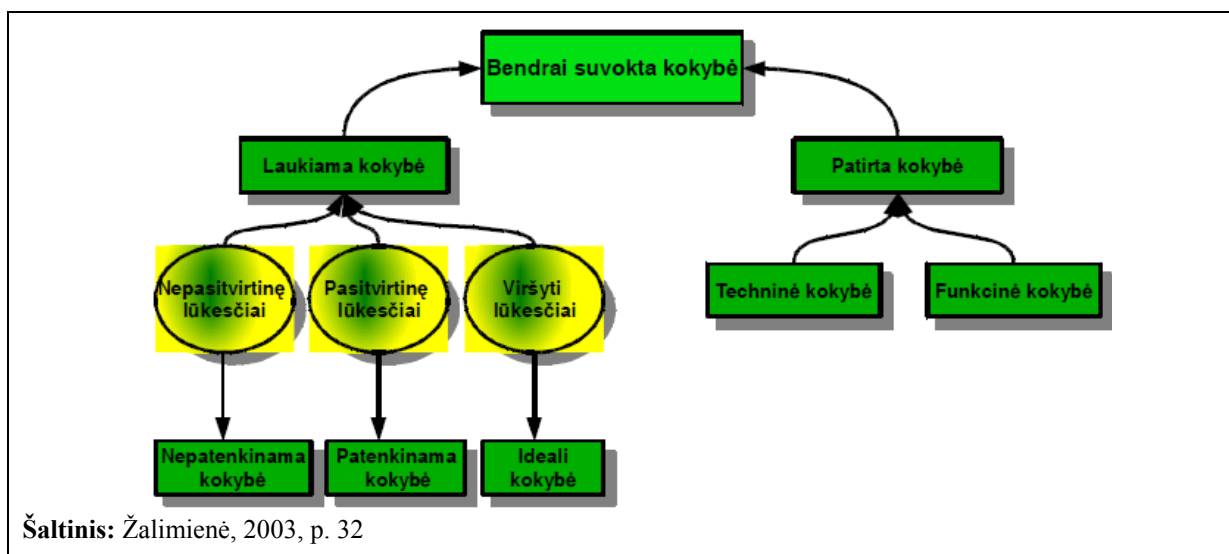 Bendrai suvokta kokybė
Laukiama kokybė
Patirta kokybė
Nepasitvirtinę
lūkesčiai
Pasitvirtinę
lūkesčiai
Viršyti
lūkesčiai
Techninė kokybė
Funkcinė kokybė
Nepatenkinama
kokybė
Patenkinama
kokybė
Ideali
kokybė
Šaltinis: Žalimienė, 2003, p. 32